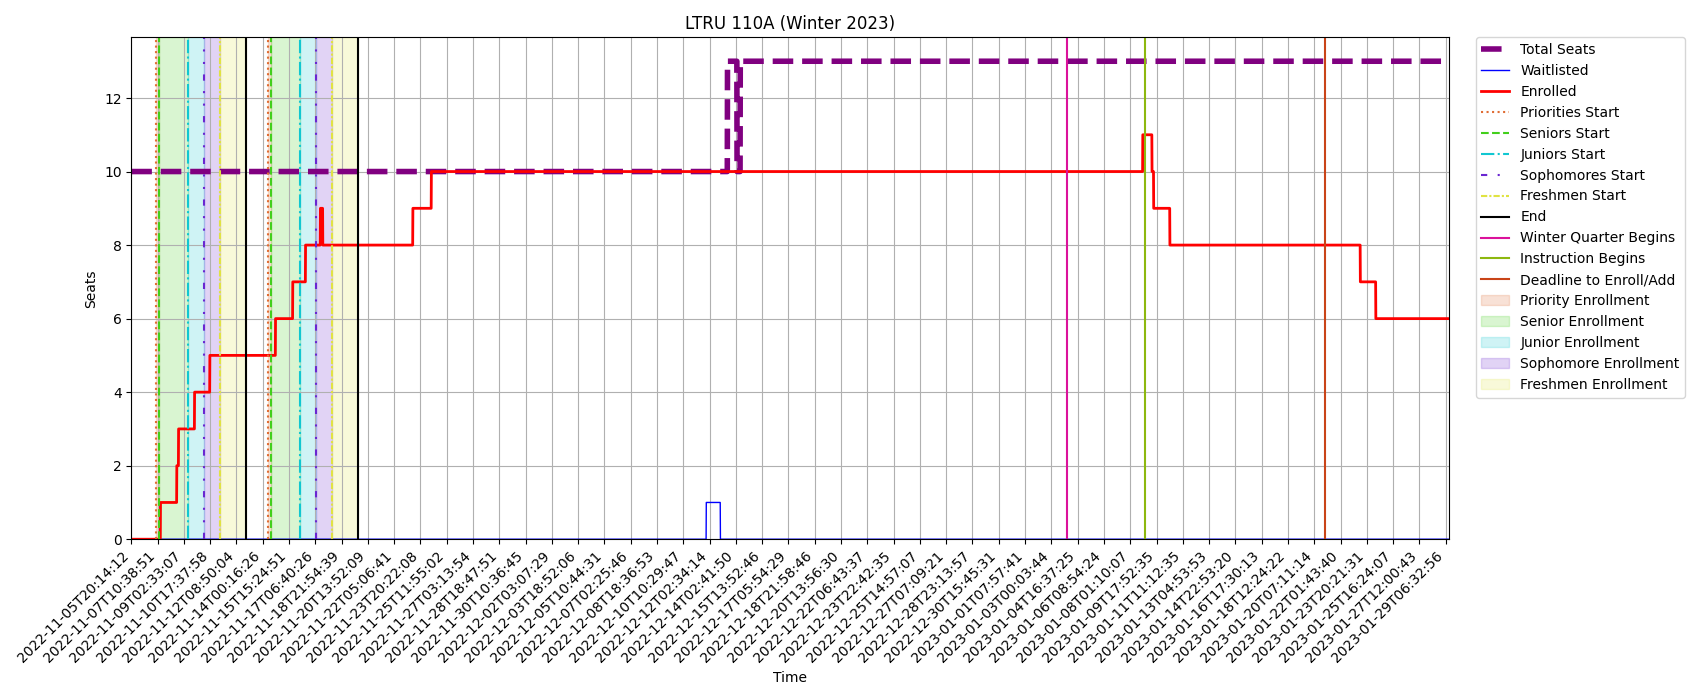 LTRU 110A (Winter 2023)
Seats
12
10
8
6
4
2
0
2022-11-05T20:14:12
2022-11-07T10:38:51
2022-11-09T02:33:07
2022-11-10T17:37:58
2022-11-12T08:50:04
2022-11-14T00:16:26
2022-11-15T15:24:51
2022-11-17T06:40:26
2022-11-18T21:54:39
2022-11-20T13:52:09
2022-11-22T05:06:41
2022-11-23T20:22:08
2022-11-25T11:55:02
2022-11-27T03:13:54
2022-11-28T18:47:51
2022-11-30T10:36:45
2022-12-02T03:07:29
2022-12-03T18:52:06
2022-12-05T10:44:31
2022-12-07T02:25:46
2022-12-08T18:36:53
2022-12-10T10:29:47
2022-12-12T02:34:14
2022-12-14T02:41:50
2022-12-15T13:52:46
2022-12-17T05:54:29
2022-12-18T21:58:46
2022-12-20T13:56:30
2022-12-22T06:43:37
2022-12-23T22:42:35
2022-12-25T14:57:07
2022-12-27T07:09:21
2022-12-28T23:13:57
2022-12-30T15:45:31
2023-01-01T07:57:41
2023-01-03T00:03:44
2023-01-04T16:37:25
2023-01-06T08:54:24
2023-01-08T01:10:07
2023-01-09T17:52:35
2023-01-11T11:12:35
2023-01-13T04:53:53
2023-01-14T22:53:20
2023-01-16T17:30:13
2023-01-18T12:24:22
2023-01-20T07:11:14
2023-01-22T01:43:40
2023-01-23T20:21:31
2023-01-25T16:24:07
2023-01-27T12:00:43
2023-01-29T06:32:56
Time
Total Seats
Waitlisted
Enrolled
Priorities Start
Seniors Start
Juniors Start
Sophomores Start
Freshmen Start
End
Winter Quarter Begins
Instruction Begins
Deadline to Enroll/Add
Priority Enrollment
Senior Enrollment
Junior Enrollment
Sophomore Enrollment
Freshmen Enrollment